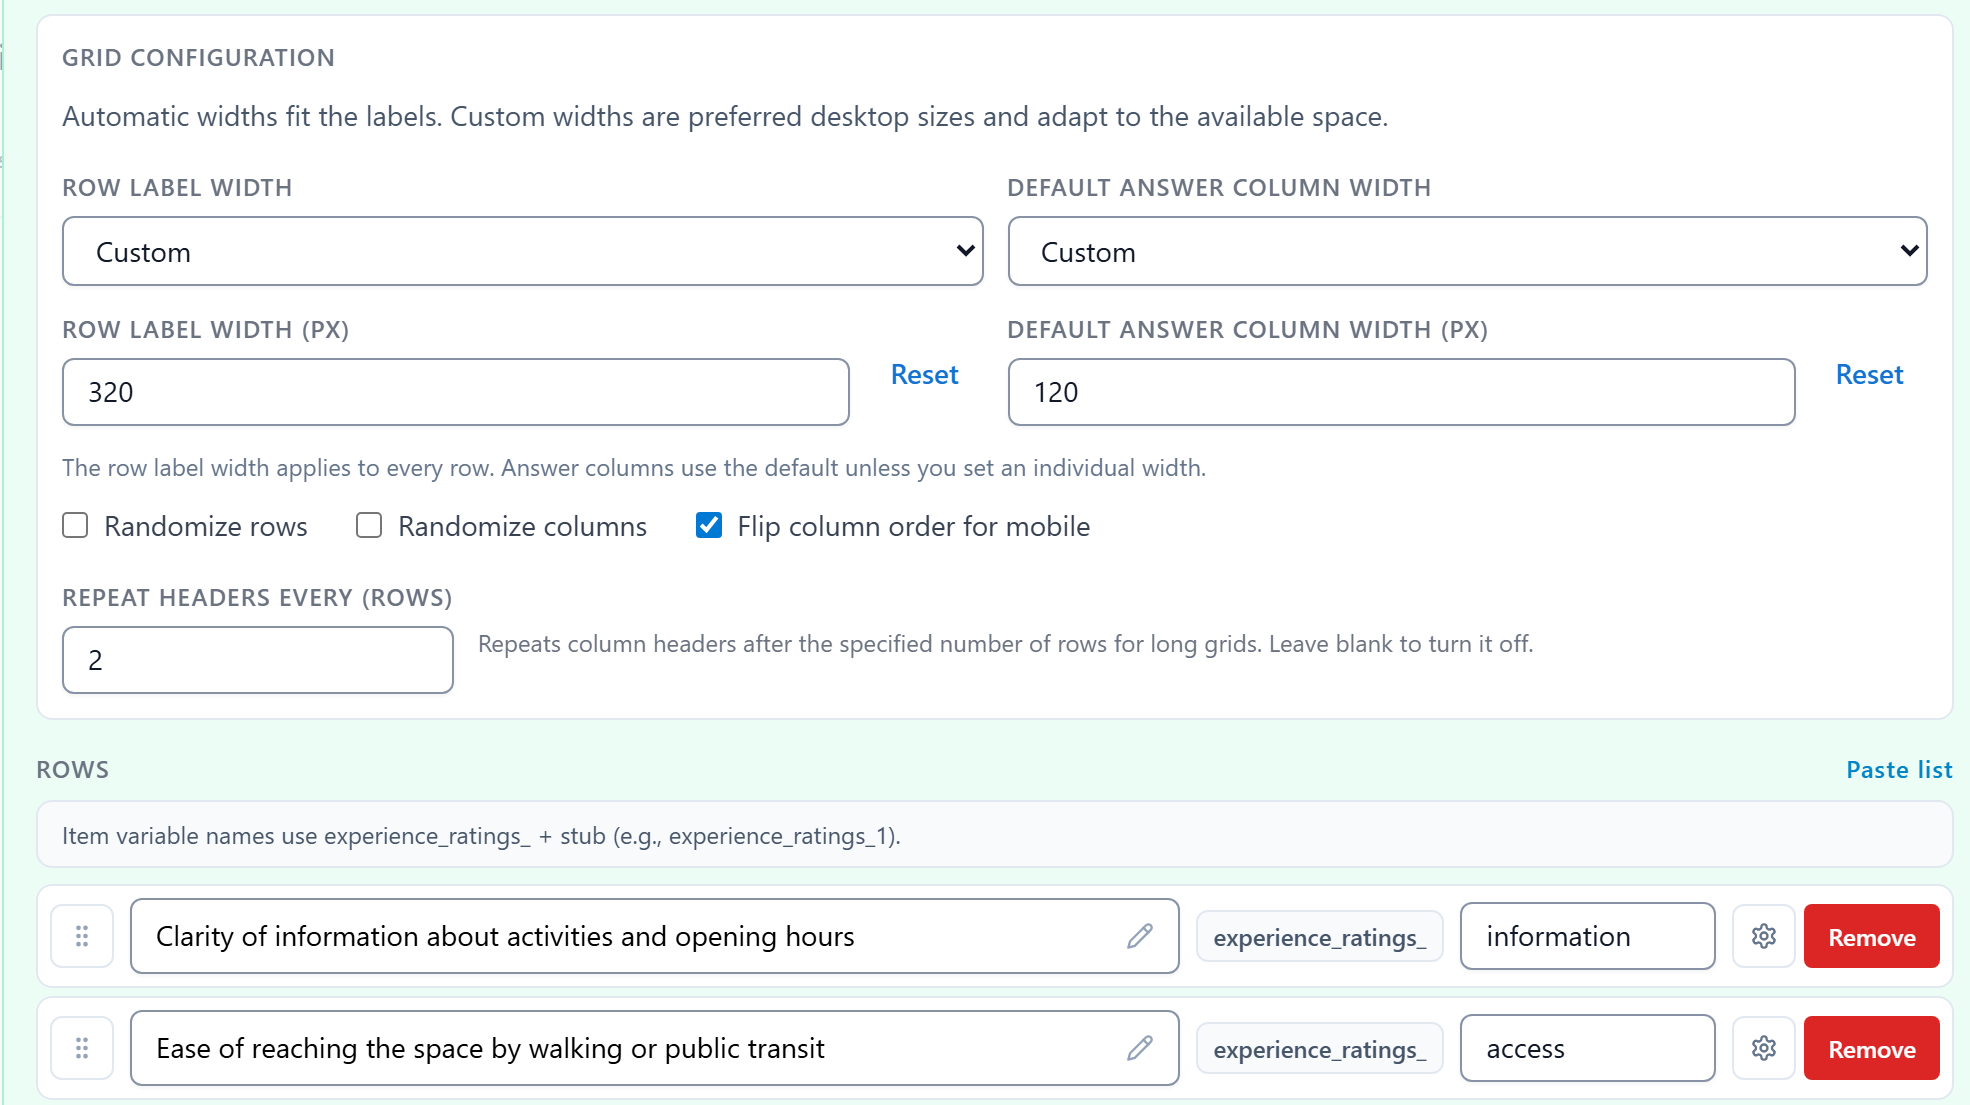 GRID CONFIGURATION
Automatic widths fit the labels. Custom widths are preferred desktop sizes and adapt to the available space.
ROW LABEL WIDTH
DEFAULT ANSWER COLUMN WIDTH
Custom
Custom
ROW LABEL WIDTH (PX)
DEFAULT ANSWER COLUMN WIDTH (PX)
320
Reset
120
Reset
The row label width applies to every row. Answer columns use the default unless you set an individual width.
Randomize rows
Randomize columns
Flip column order for mobile
REPEAT HEADERS EVERY (ROWS)
2
Repeats column headers after the specified number of rows for long grids. Leave blank to turn it off.
ROWS
Paste list
Item variable names use experience_ratings_ + stub (e.g., experience_ratings_1).
Clarity of information about activities and opening hours
experience_ratings_
information
Remove
Ease of reaching the space by walking or public transit
experience_ratings_
access
Remove